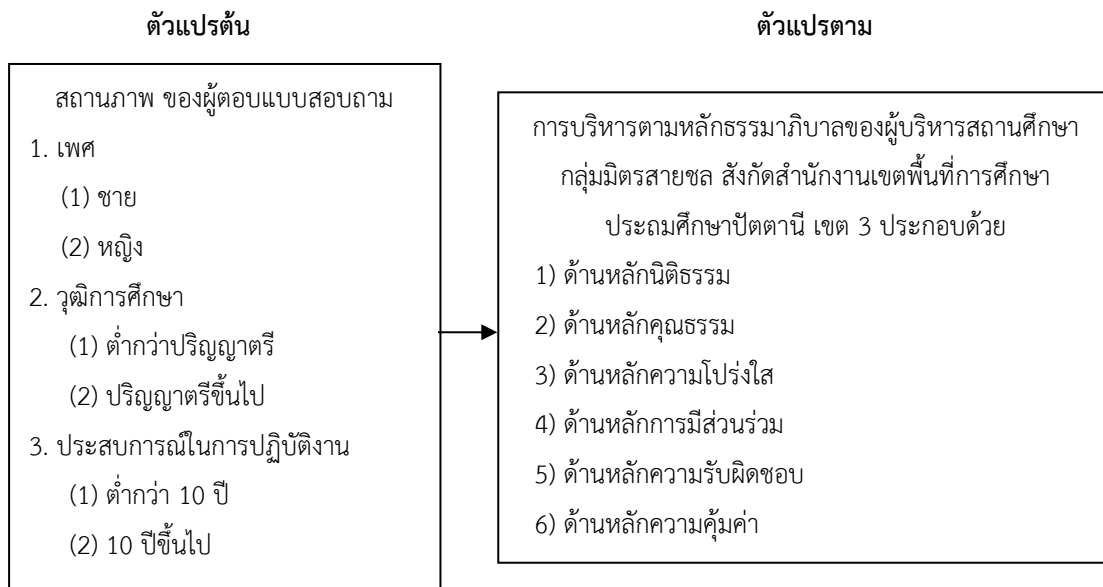 ตัวแปรต้น
สถานภาพ ของผู้ตอบแบบสอบถาม
1. เพศ
(1) ชาย
(2) หญิง
2. วุฒิการศึกษา
(1) ต่ำกว่าปริญญาตรี
(2) ปริญญาตรีขึ้นไป
3. ประสบการณ์ในการปฏิบัติงาน
(1) ต่ำกว่า 10 ปี
(2) 10 ปีขึ้นไป
ตัวแปรตาม
การบริหารตามหลักธรรมาภิบาลของผู้บริหารสถานศึกษา
กลุ่มมิตรสายชล สังกัดสำนักงานเขตพื้นที่การศึกษา
ประถมศึกษาปัตตานี เขต 3 ประกอบด้วย
1) ด้านหลักนิติธรรม
2) ด้านหลักคุณธรรม
3) ด้านหลักความโปร่งใส
4) ด้านหลักการมีส่วนร่วม
5) ด้านหลักความรับผิดชอบ
6) ด้านหลักความคุ้มค่า